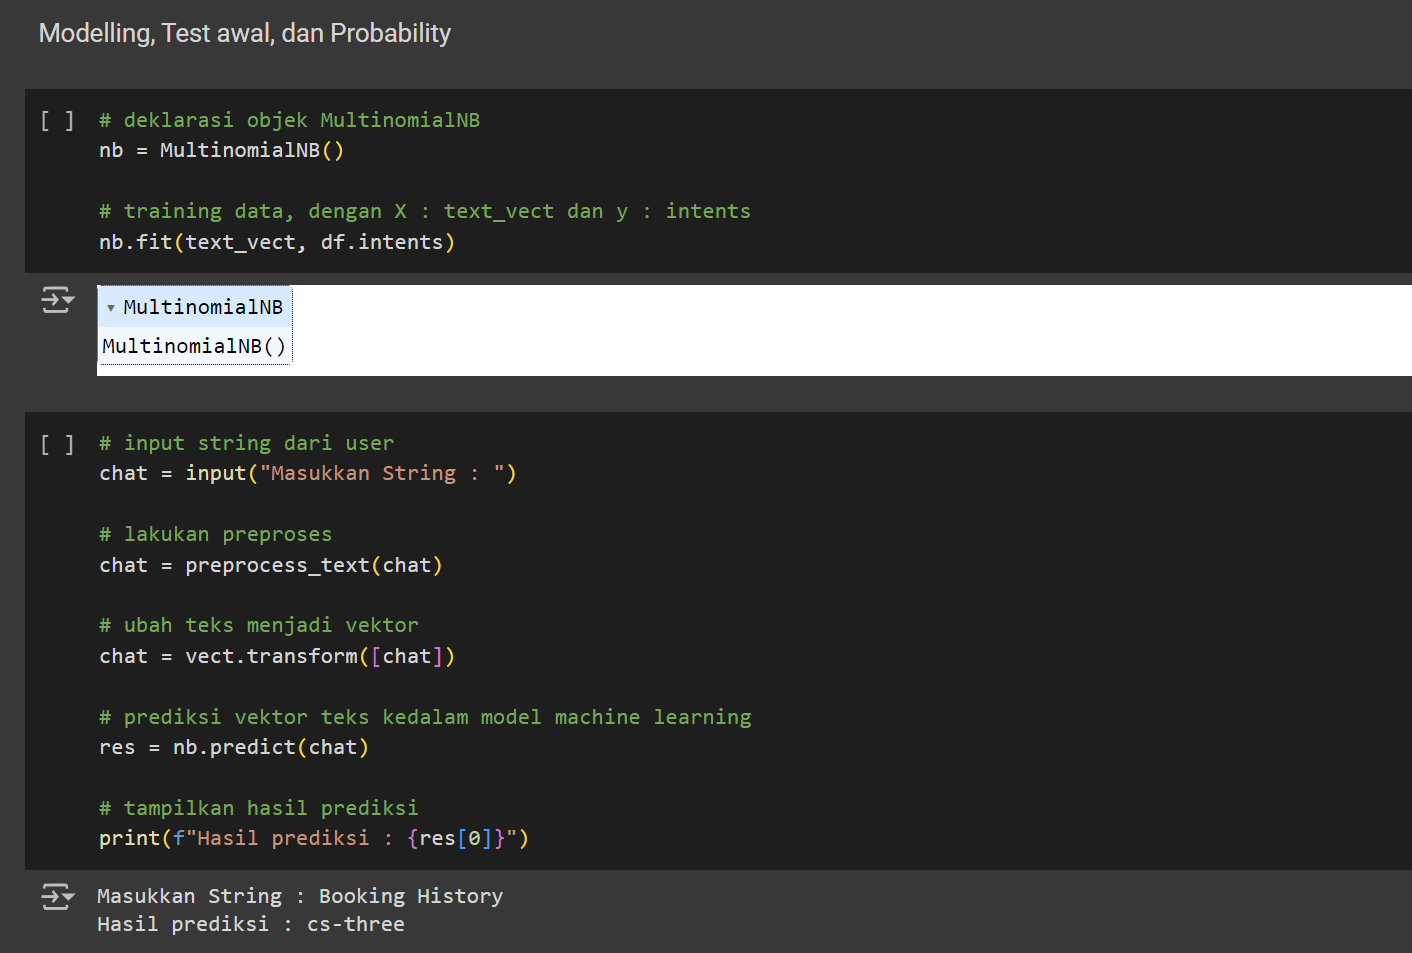 Modelling, Test awal, dan Probability
[ ] # deklarasi objek MultinomialNB
nb = MultinomialNB()
# training data, dengan X : text_vect dan y : intents
nb.fit(text_vect, df.intents)
▾ MultinomialNB
MultinomialNB()
[ ] # input string dari user
chat = input("Masukkan String : ")
# lakukan preproses
chat = preprocess_text(chat)
# ubah teks menjadi vektor
chat = vect.transform([chat])
# prediksi vektor teks kedalam model machine learning
res = nb.predict(chat)
# tampilkan hasil prediksi
print(f"Hasil prediksi : {res[0]}")
Masukkan String : Booking History
Hasil prediksi : cs-three